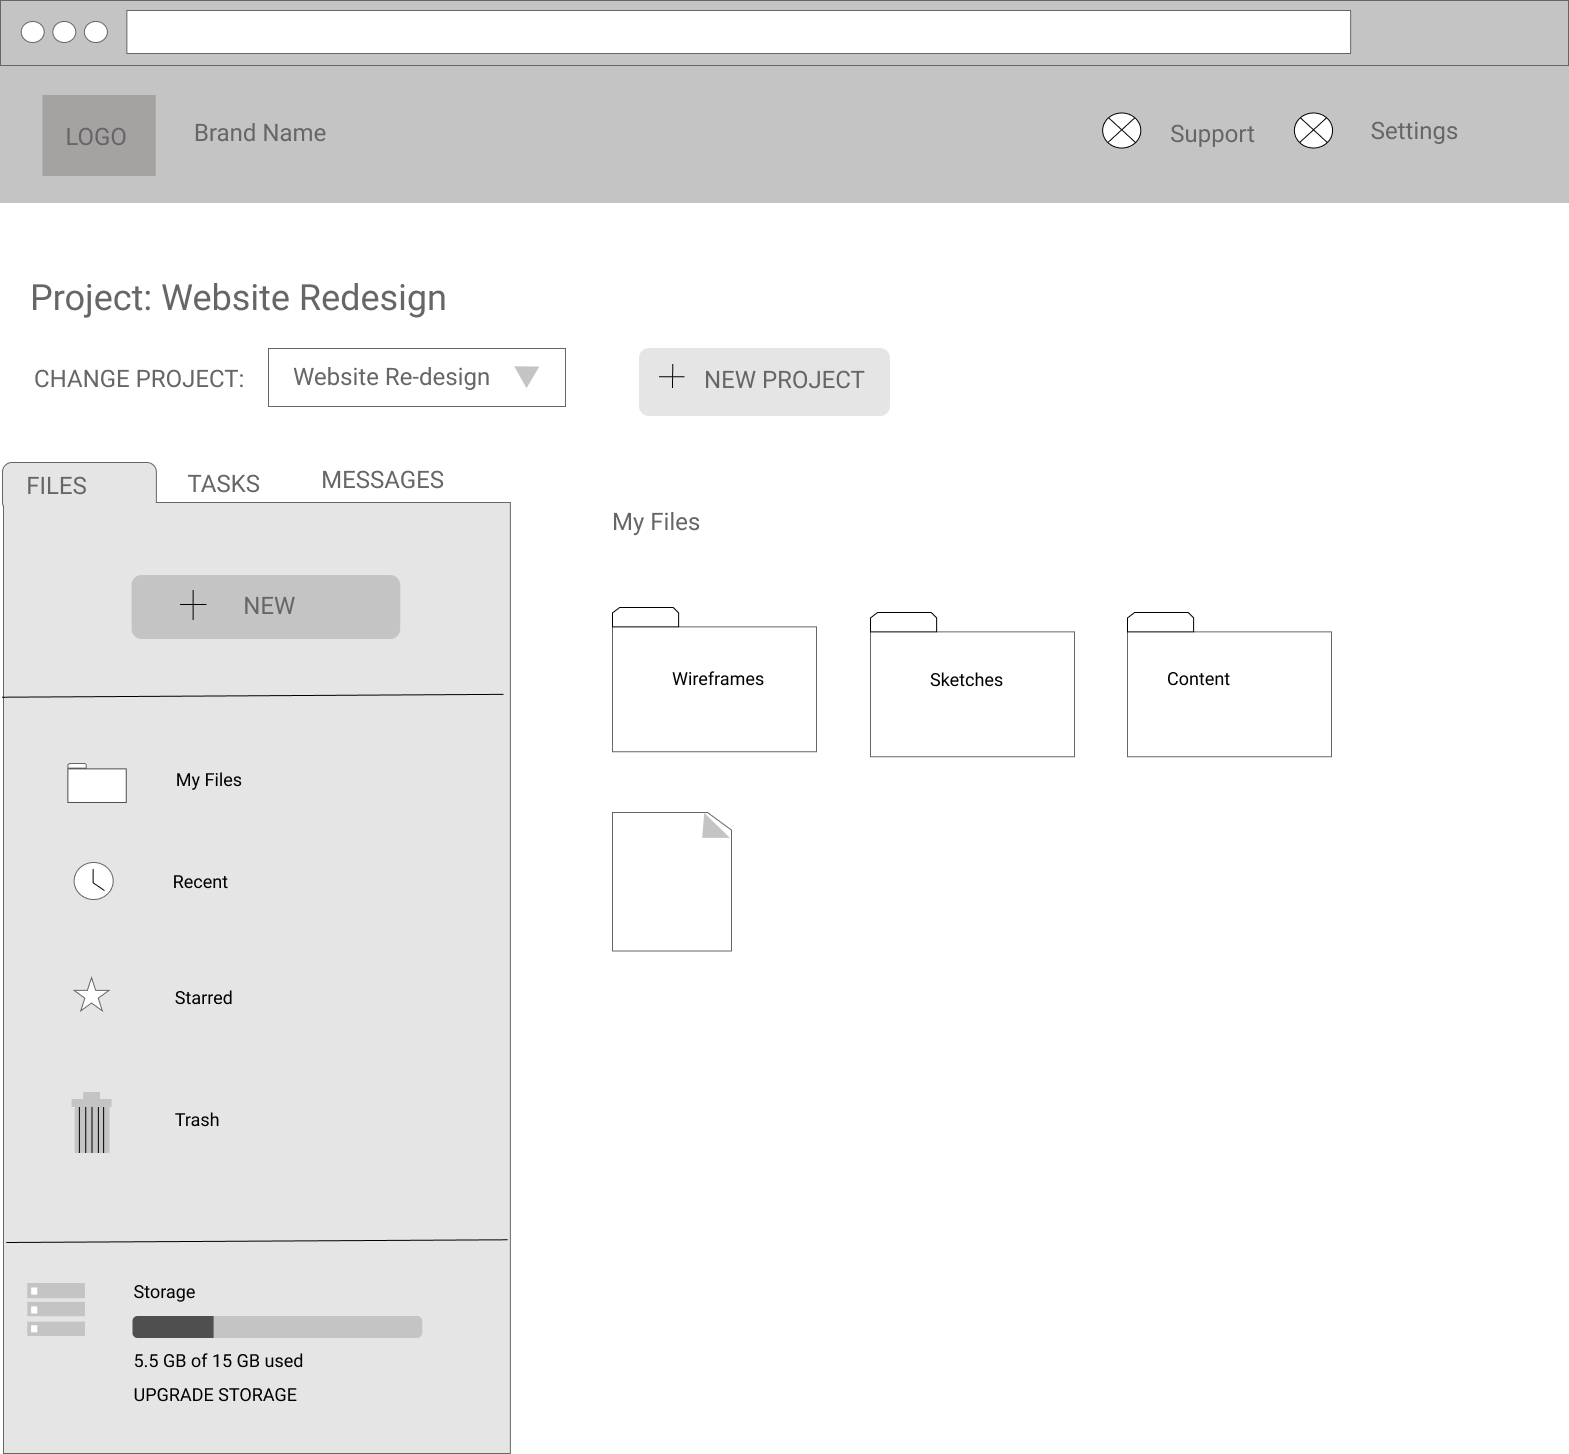 LOGO
Brand Name
Support
Settings
Project: Website Redesign
CHANGE PROJECT:
Website Re-design
NEW PROJECT
FILES
TASKS
MESSAGES
My Files
NEW
Wireframes
Sketches
Content
My Files
Recent
Starred
Trash
Storage
5.5 GB of 15 GB used
UPGRADE STORAGE